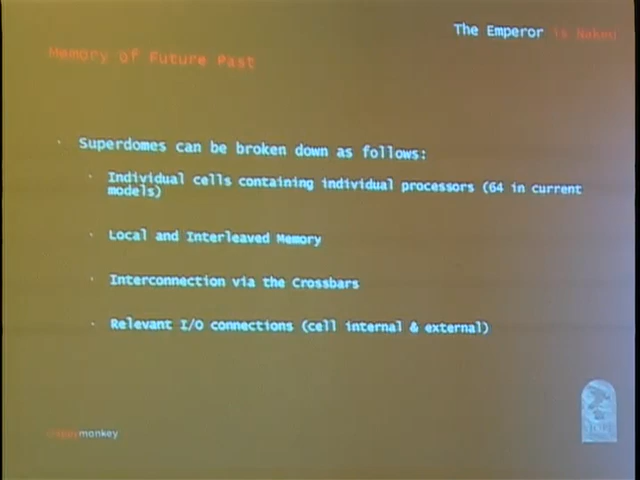 The Emperor is Naked
Memory of Future Past
Superdomes can be broken down as follows:
Individual cells containing individual processors (64 in current
models)
Local and Interleaved Memory
Interconnection via the Crossbars
Relevant I/O connections (cell internal & external)
monkey